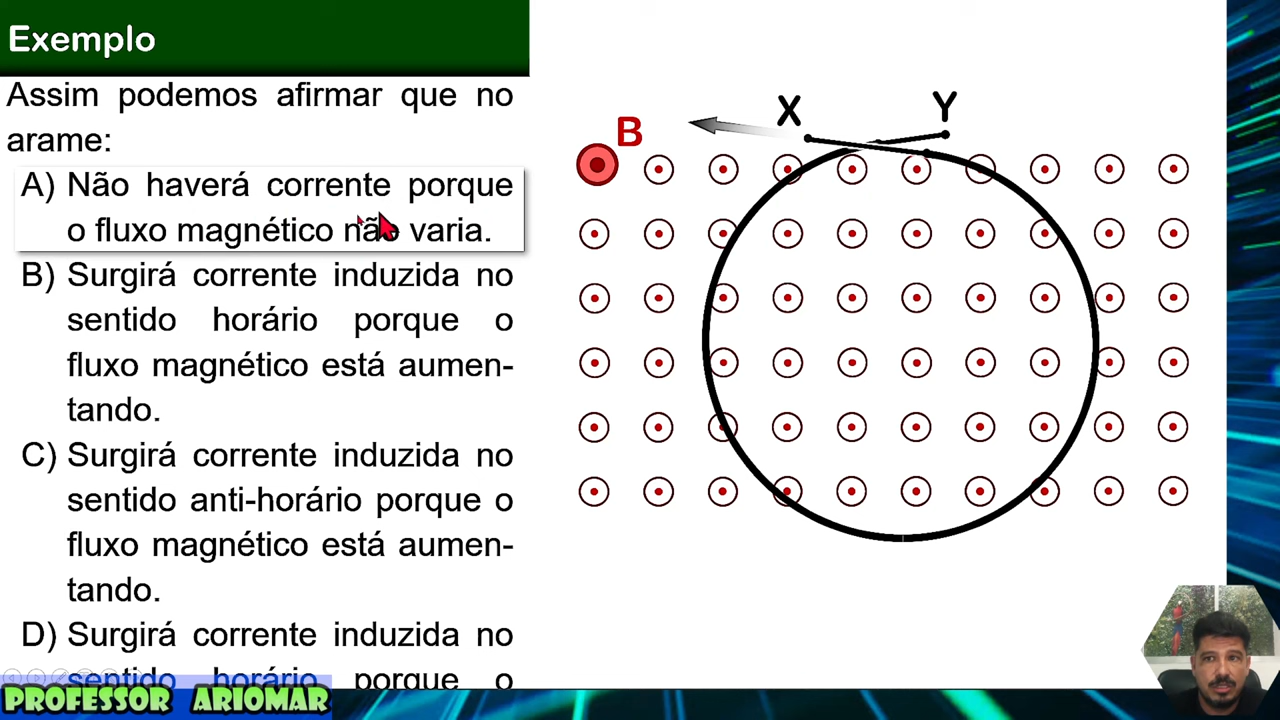 Exemplo
Assim podemos afirmar que no
arame:
A) Não haverá corrente porque
o fluxo magnético não varia.
B) Surgirá corrente induzida no
sentido horário porque o
fluxo magnético está aumen-
tando.
C) Surgirá corrente induzida no
sentido anti-horário porque o
fluxo magnético está aumen-
tando.
D) Surgirá corrente induzida no
sentido horário porque o
PROFESSOR ARIOMAR
B
X
Y